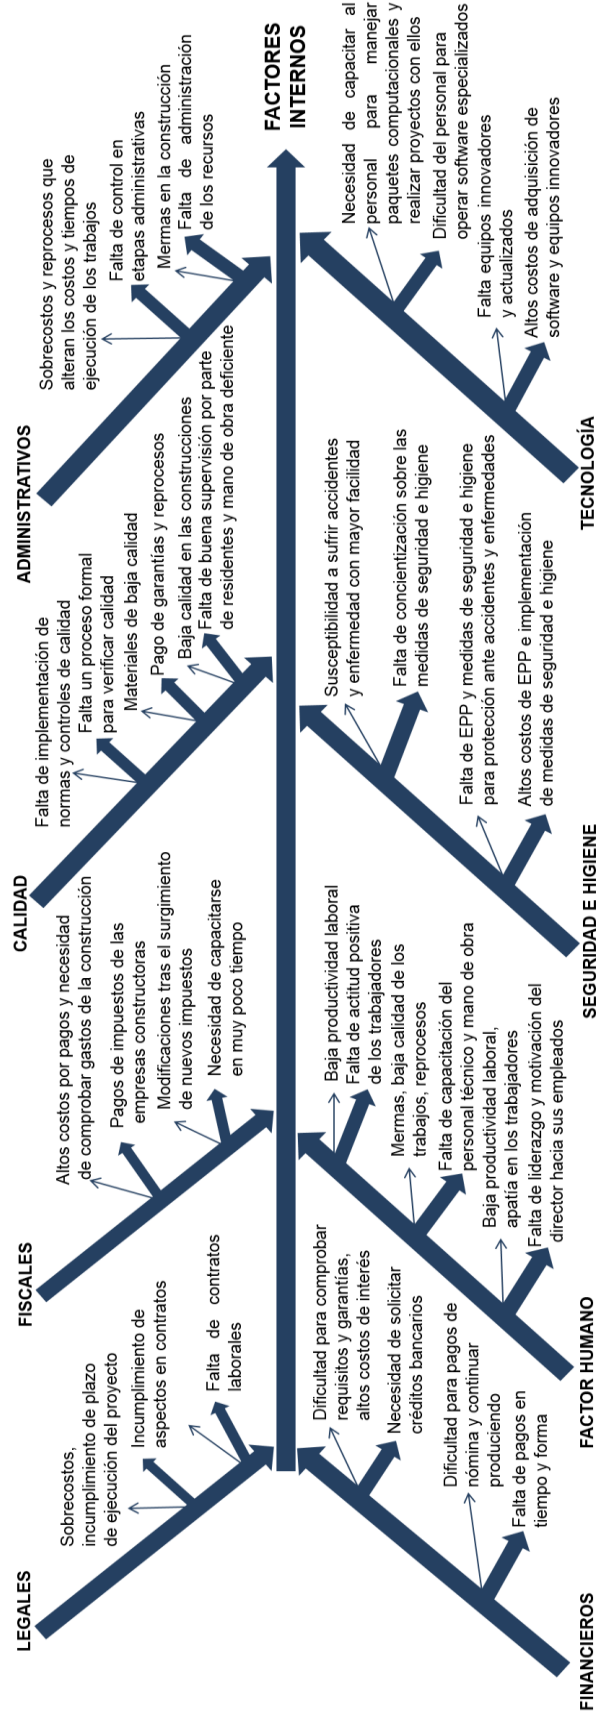 LEGALES
Sobrecostos,
incumplimiento de plazo
de ejecución del proyecto
Incumplimiento de
aspectos en contratos
Falta de contratos
laborales
FISCALES
Altos costos por pagos y necesidad
de comprobar gastos de la construcción
Pagos de impuestos de las
empresas constructoras
Modificaciones tras el surgimiento
de nuevos impuestos
Necesidad de capacitarse
en muy poco tiempo
CALIDAD
Falta de implementación de
normas y controles de calidad
Falta un proceso formal
para verificar calidad
Materiales de baja calidad
Pago de garantías y reprocesos
Baja calidad en las construcciones
Falta de buena supervisión por parte
de residentes y mano de obra deficiente
ADMINISTRATIVOS
Sobrecostos y reprocesos que
alteran los costos y tiempos de
ejecución de los trabajos
Falta de control en
etapas administrativas
Mermas en la construcción
Falta de administración
de los recursos
FACTORES
INTERNOS
Dificultad para comprobar
requisitos y garantías,
altos costos de interés
Necesidad de solicitar
créditos bancarios
Dificultad para pagos de
nómina y continuar
produciendo
Falta de pagos en
tiempo y forma
FINANCIEROS
Baja productividad laboral
Falta de actitud positiva
de los trabajadores
Mermas, baja calidad de los
trabajos, reprocesos
Falta de capacitación del
personal técnico y mano de obra
Baja productividad laboral,
apatía en los trabajadores
Falta de liderazgo y motivación del
director hacia sus empleados
FACTOR HUMANO
Susceptibilidad a sufrir accidentes
y enfermedad con mayor facilidad
Falta de concientización sobre las
medidas de seguridad e higiene
Falta de EPP y medidas de seguridad e higiene
para protección ante accidentes y enfermedades
Altos costos de EPP e implementación
de medidas de seguridad e higiene
SEGURIDAD E HIGIENE
Necesidad de capacitar al
personal para manejar
paquetes computacionales y
realizar proyectos con ellos
Dificultad del personal para
operar software especializados
Falta equipos innovadores
y actualizados
Altos costos de adquisición de
software y equipos innovadores
TECNOLOGÍA